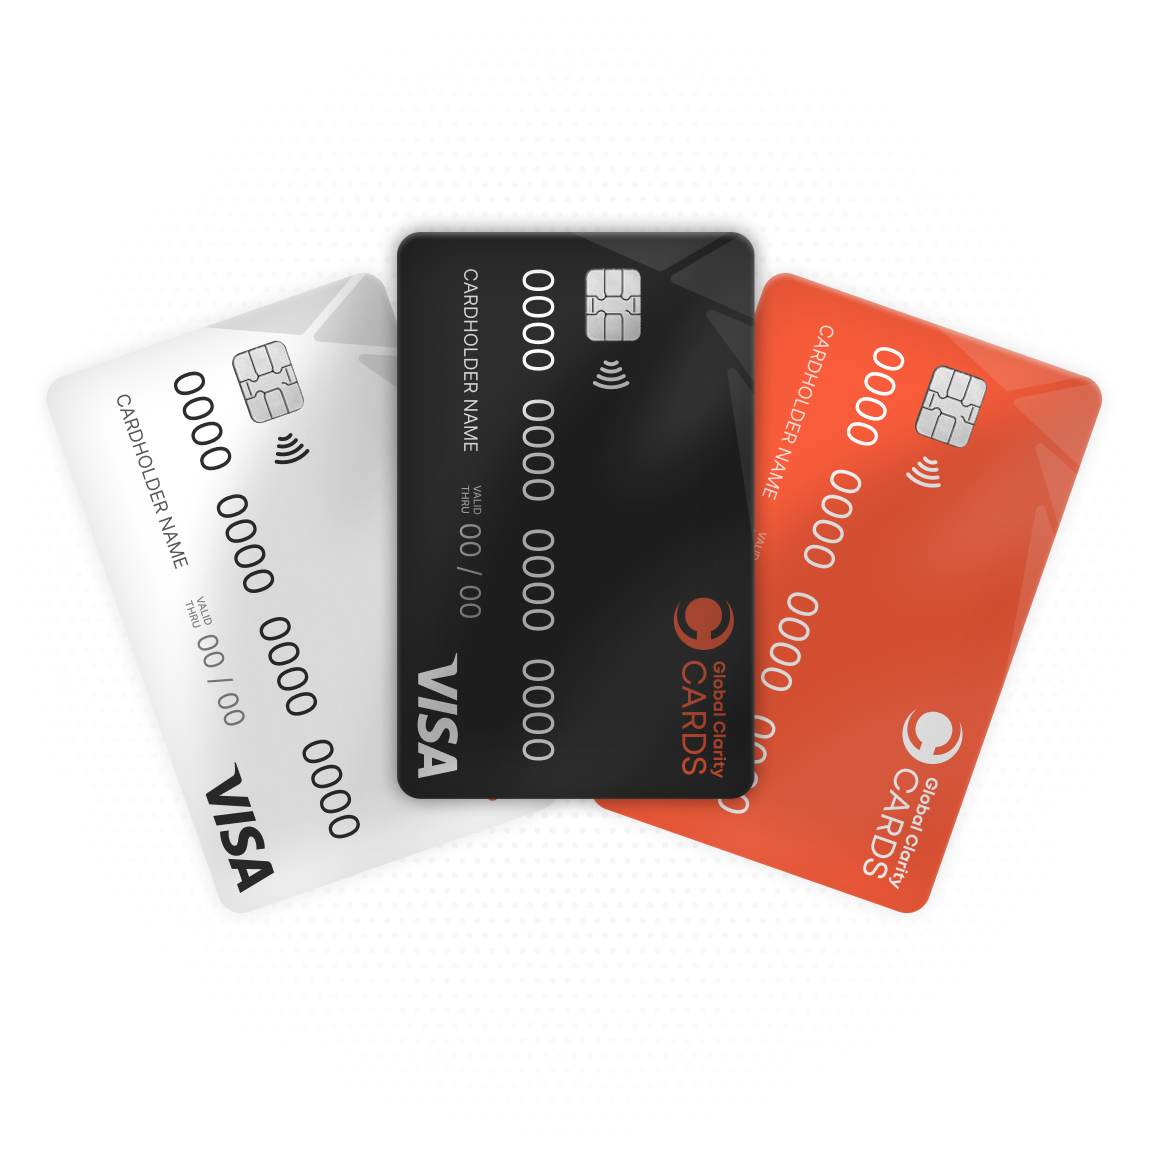 0000 0000 0000 0000
CARDHOLDER NAME
VALID
THRU
00 / 00
VISA
0000 0000 0000 0000
CARDHOLDER NAME
VALID
THRU
00 / 00
VISA
Global Clarity
CARDS
0000 0000 0000
CARDHOLDER NAME
VALID
Global Clarity
CARDS